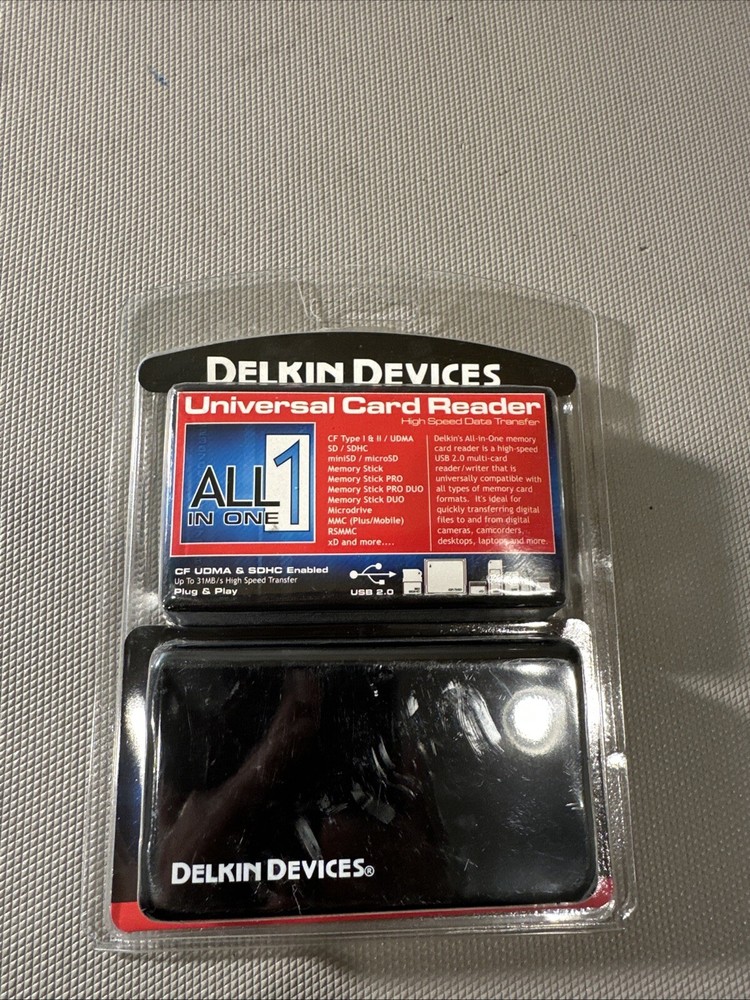 DELKIN DEVICES
Universal Card Reader
High Speed Data Transfer
ALL 1
IN ONE
CF Type I & II / UDMA
SD / SDHC
miniSD / microSD
Memory Stick
Memory Stick PRO
Memory Stick PRO DUO
Memory Stick DUO
Microdrive
MMC (Plus/Mobile)
RSMMC
xD and more....
Delkin's All-in-One memory
card reader is a high-speed
USB 2.0 multi-card
reader/writer that is
universally compatible with
all types of memory card
formats. It's ideal for
quickly transferring digital
files to and from digital
cameras, camcorders,
desktops, laptops and more.
CF UDMA & SDHC Enabled
Up To 31MB/s High Speed Transfer
Plug & Play
USB 2.0
DELKIN DEVICES®